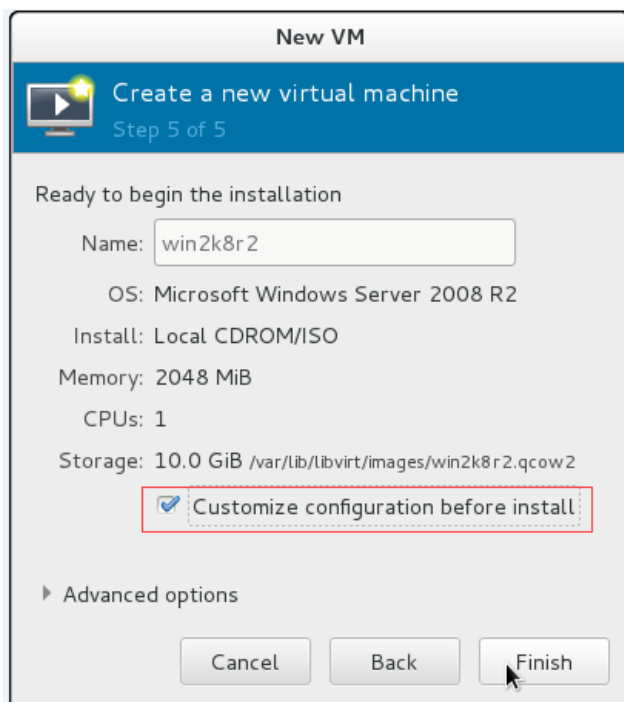 New VM
Create a new virtual machine
Step 5 of 5
Ready to begin the installation
Name: win2k8r2
OS: Microsoft Windows Server 2008 R2
Install: Local CDROM/ISO
Memory: 2048 MiB
CPUs: 1
Storage: 10.0 GiB /var/lib/libvirt/images/win2k8r2.qcow2
Customize configuration before install
Advanced options
Cancel Back Finish